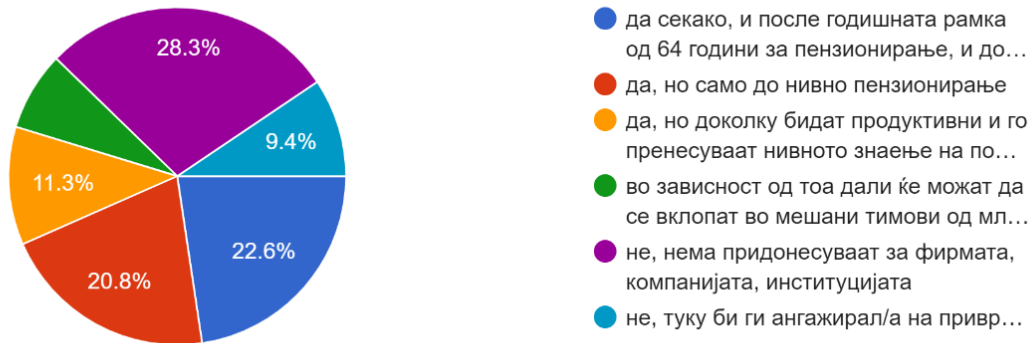 28.3%
9.4%
11.3%
22.6%
20.8%
да секако, и после годишната рамка
од 64 години за пензионирање, и до…
да, но само до нивно пензионирање
да, но доколку бидат продуктивни и го
пренесуваат нивното знаење на по…
во зависност од тоа дали ќе можат да
се вклопат во мешани тимови од мл…
не, нема придонесуваат за фирмата,
компанијата, институцијата
не, туку би ги ангажирал/а на привр…